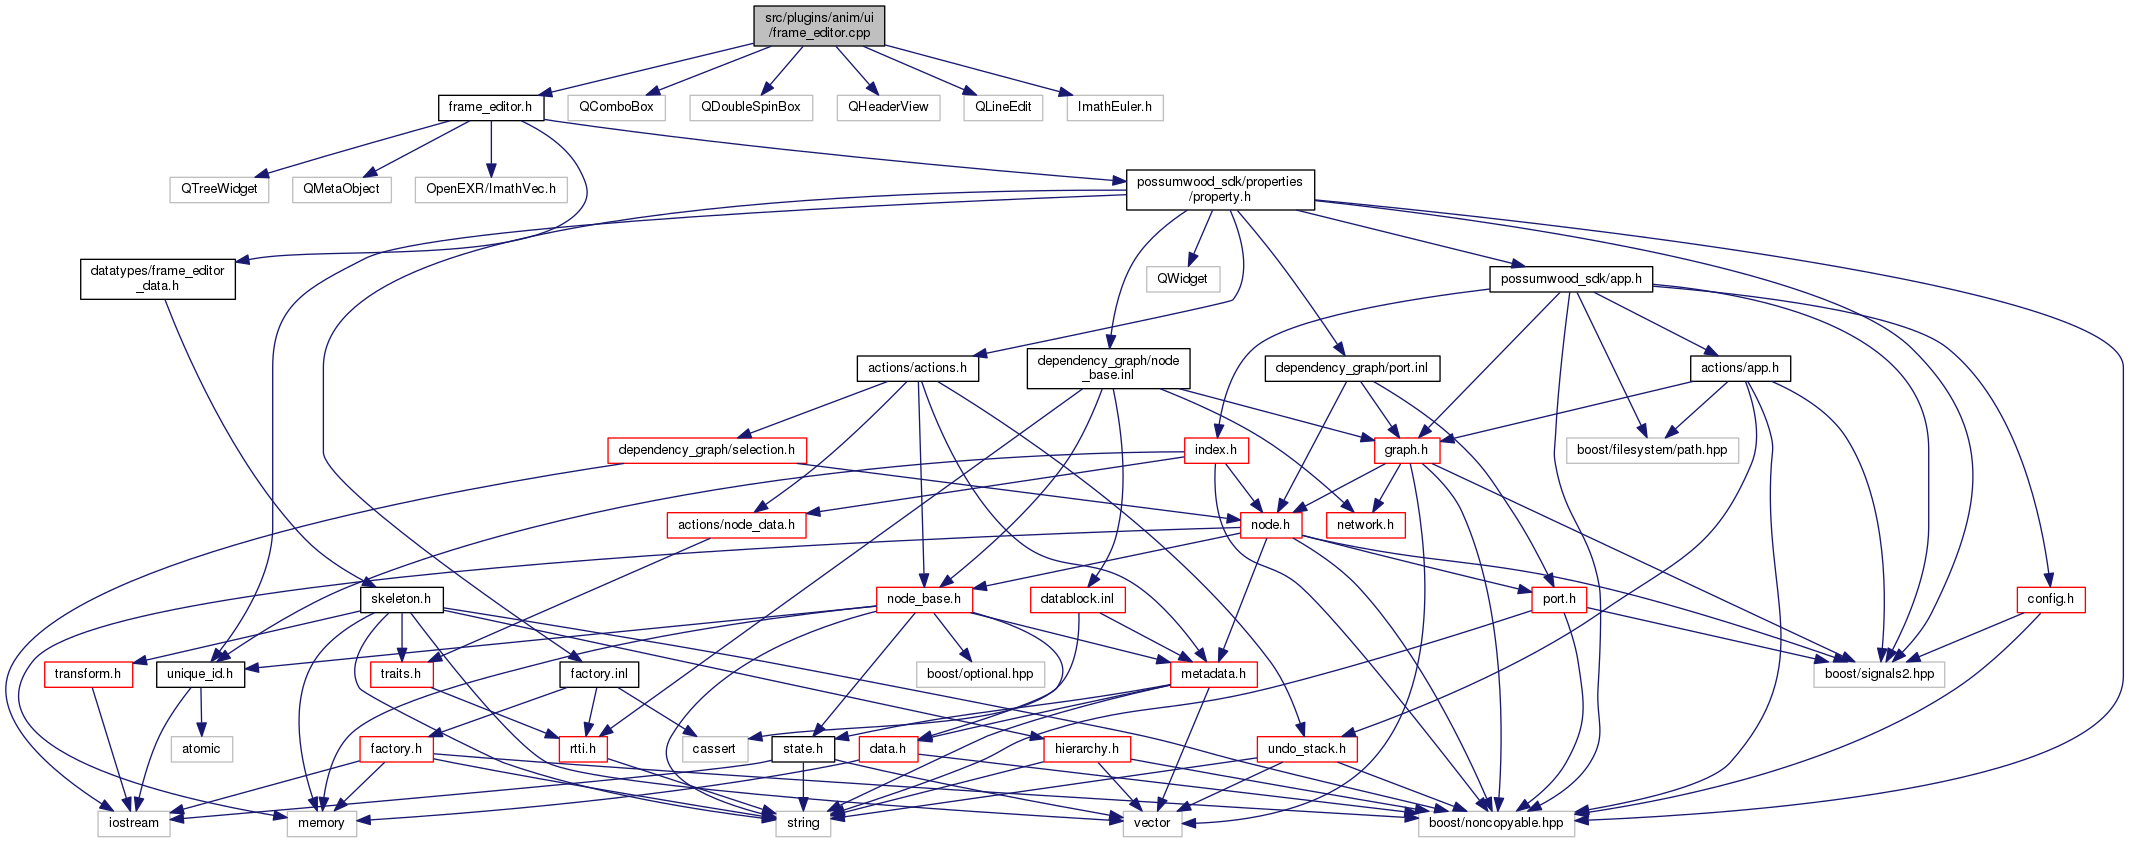 src/plugins/anim/ui
/frame_editor.cpp
frame_editor.h
QComboBox
QDoubleSpinBox
QHeaderView
QLineEdit
ImathEuler.h
QTreeWidget
QMetaObject
OpenEXR/ImathVec.h
possumwood_sdk/properties
/property.h
datatypes/frame_editor
_data.h
QWidget
possumwood_sdk/app.h
actions/actions.h
dependency_graph/node
_base.inl
dependency_graph/port.inl
actions/app.h
dependency_graph/selection.h
index.h
graph.h
boost/filesystem/path.hpp
actions/node_data.h
node.h
network.h
skeleton.h
node_base.h
datablock.inl
port.h
config.h
transform.h
unique_id.h
traits.h
factory.inl
boost/optional.hpp
metadata.h
boost/signals2.hpp
atomic
factory.h
rtti.h
cassert
state.h
data.h
hierarchy.h
undo_stack.h
iostream
memory
string
vector
boost/noncopyable.hpp